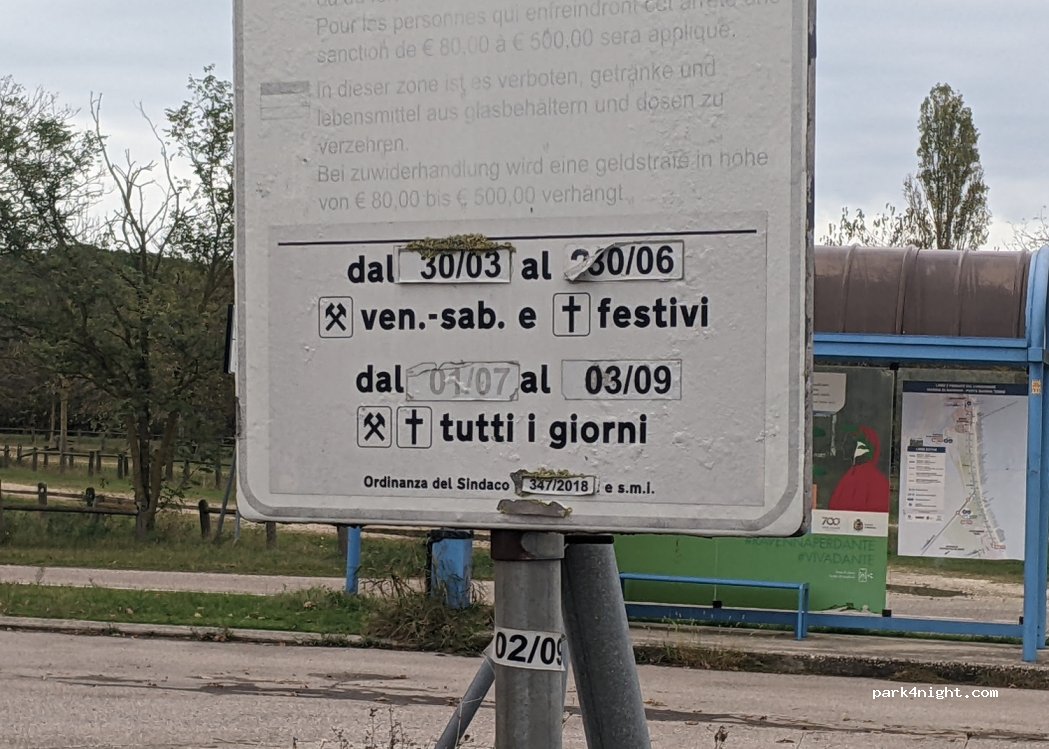 Pour les personnes qui enfreindront cet arrêté une
sanction de € 80,00 à € 500,00 sera applique.
In dieser zone ist es verboten, getränke und
lebensmittel aus glasbehältern und dosen zu
verzehren.
Bei zuwiderhandlung wird eine geldstrafe in hohe
von € 80,00 bis € 500,00 verhängt.
dal 30/03 al 30/06
ven.-sab. e festivi
dal 01/07 al 03/09
tutti i giorni
Ordinanza del Sindaco 347/2018 e s.m.i.
02/09
700
#RAVENNAPERDANTE
#VIVADANTE
park4night.com